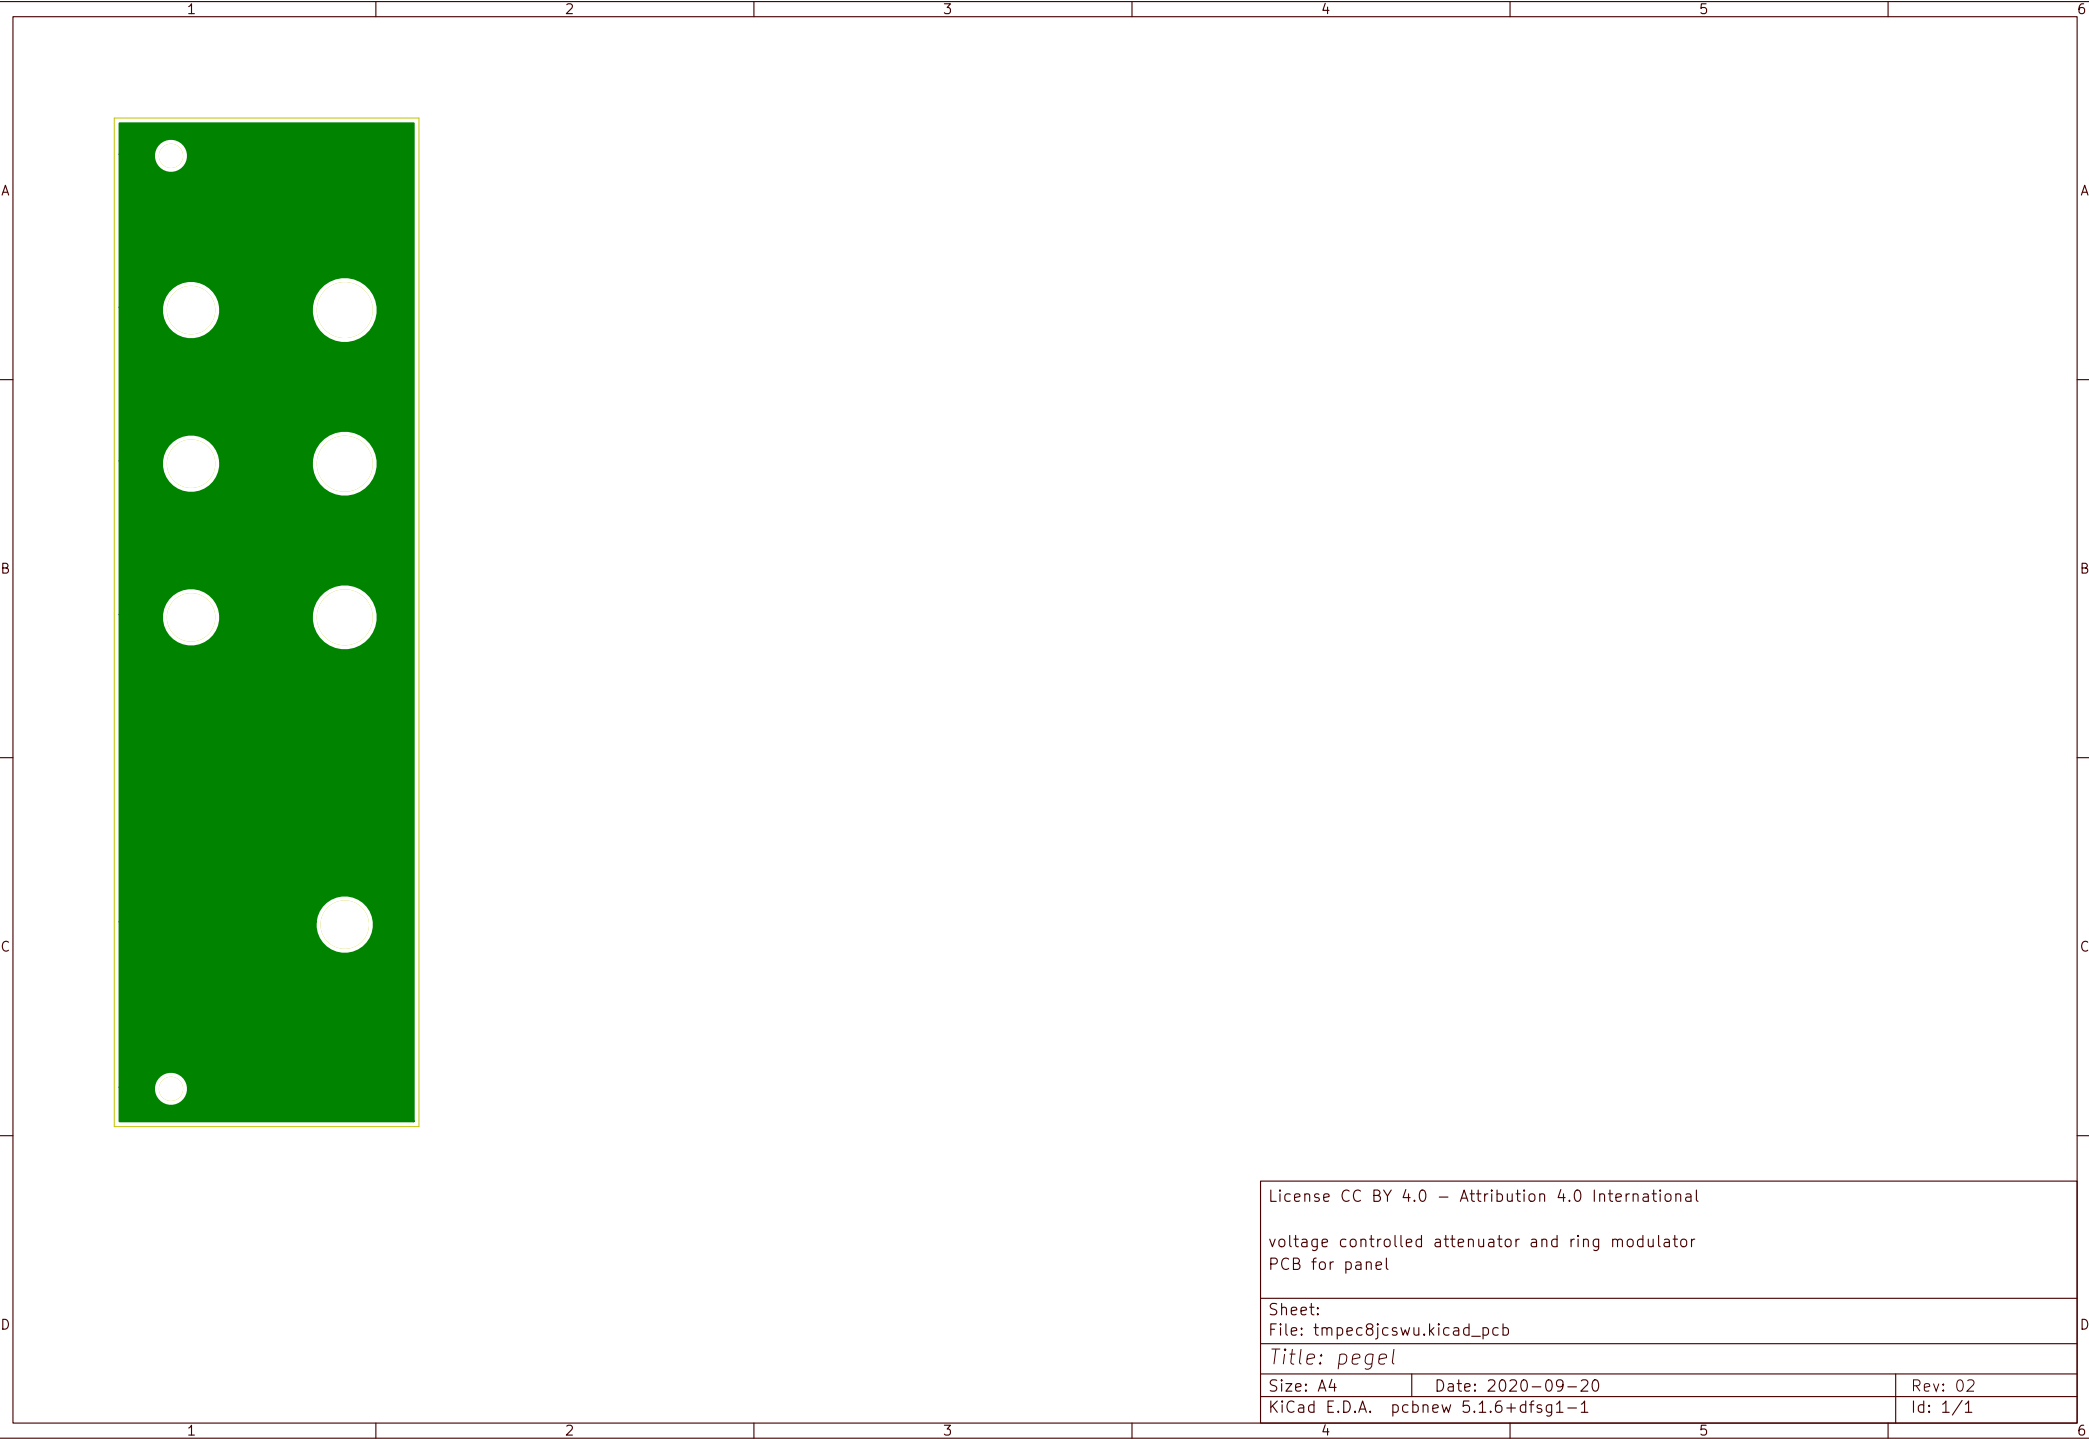 1 2 3 4 5 6
A A
B B
C C
License CC BY 4.0 – Attribution 4.0 International
voltage controlled attenuator and ring modulator
PCB for panel
Sheet:
D D
File: tmpec8jcswu.kicad_pcb
Title: pegel
Size: A4 Date: 2020-09-20 Rev: 02
KiCad E.D.A. pcbnew 5.1.6+dfsg1-1 Id: 1/1
1 2 3 4 5 6